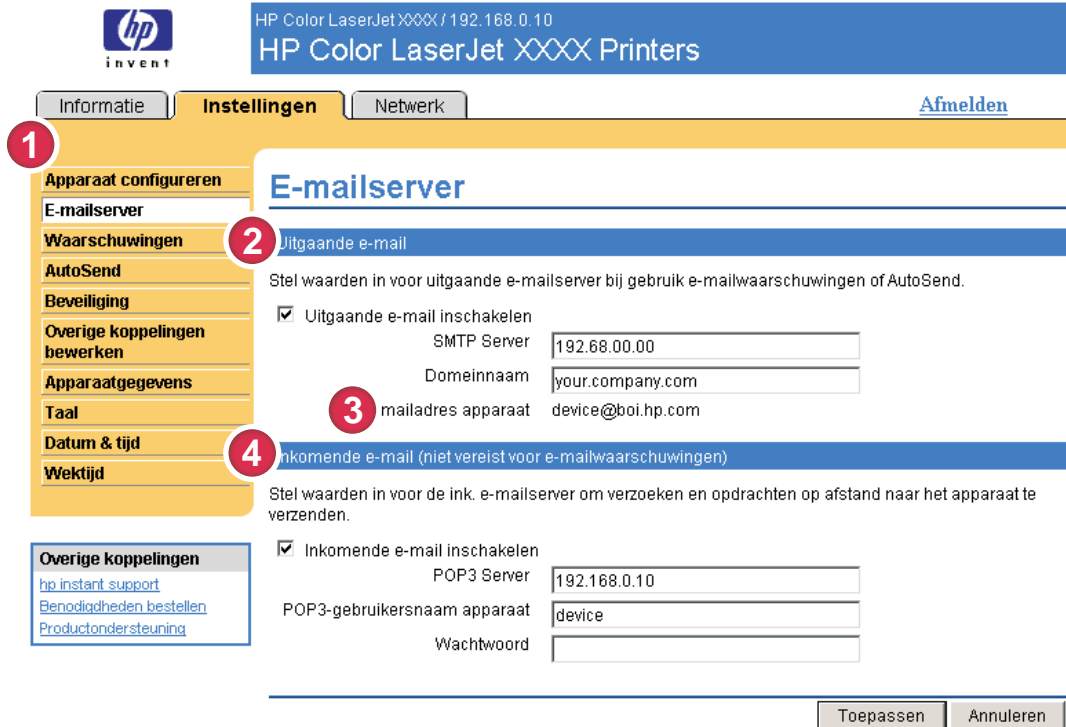 hp
invent
HP Color LaserJet XXXX / 192.168.0.10
HP Color LaserJet XXXX Printers
Informatie
Instellingen
Netwerk
Afmelden
1
Apparaat configureren
E-mailserver
Waarschuwingen
AutoSend
Beveiliging
Overige koppelingen
bewerken
Apparaatgegevens
Taal
Datum & tijd
Wektijd
Overige koppelingen
hp instant support
Benodigdheden bestellen
Productondersteuning
E-mailserver
2
Uitgaande e-mail
Stel waarden in voor uitgaande e-mailserver bij gebruik e-mailwaarschuwingen of AutoSend.
Uitgaande e-mail inschakelen
SMTP Server 192.68.00.00
Domeinnaam your.company.com
3 mailadres apparaat device@boi.hp.com
4
Inkomende e-mail (niet vereist voor e-mailwaarschuwingen)
Stel waarden in voor de ink. e-mailserver om verzoeken en opdrachten op afstand naar het apparaat te
verzenden.
Inkomende e-mail inschakelen
POP3 Server 192.168.0.10
POP3-gebruikersnaam apparaat device
Wachtwoord
Toepassen
Annuleren